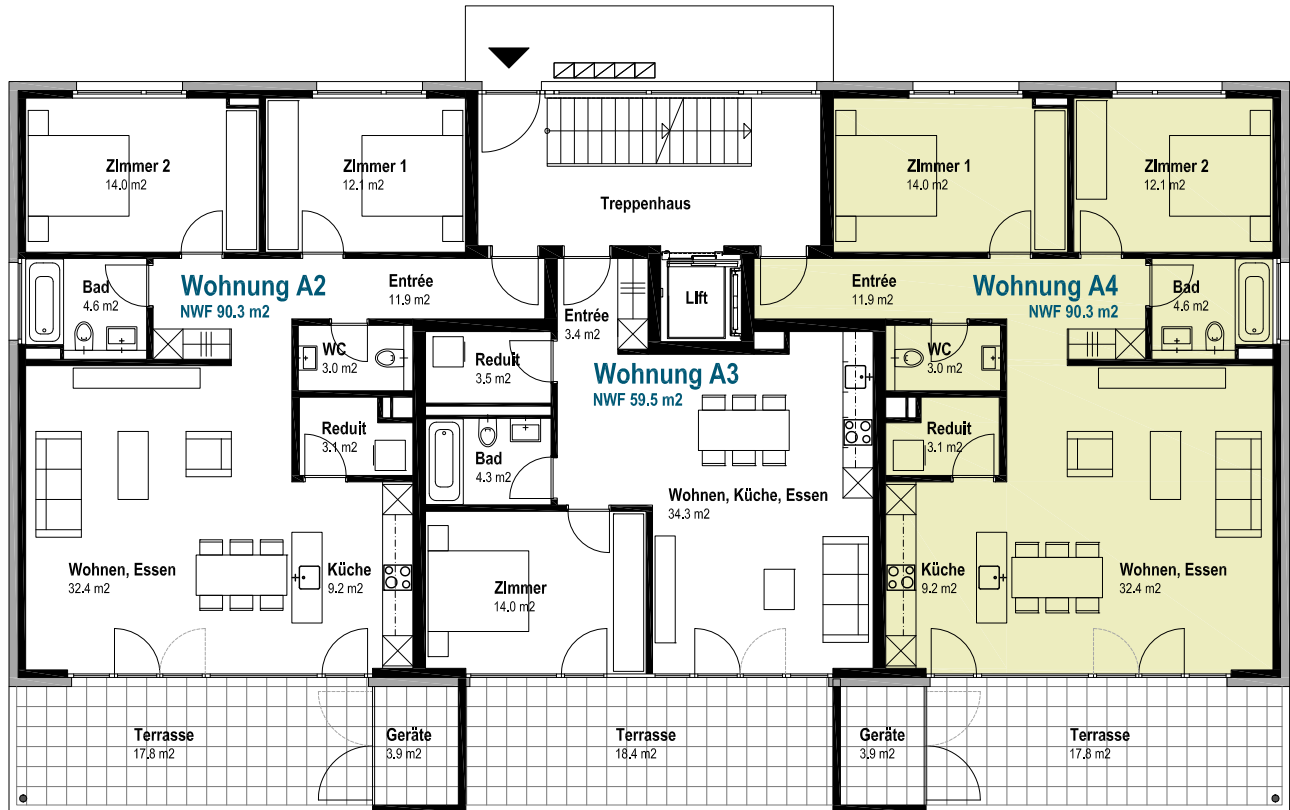 ZImmer 2
14.0 m2
ZImmer 1
12.1 m2
Treppenhaus
ZImmer 1
14.0 m2
ZImmer 2
12.1 m2
Bad
4.6 m2
Wohnung A2
NWF 90.3 m2
Entrée
11.9 m2
Entrée
3.4 m2
LIft
Entrée
11.9 m2
Wohnung A4
NWF 90.3 m2
Bad
4.6 m2
WC
3.0 m2
Reduit
3.5 m2
Wohnung A3
NWF 59.5 m2
WC
3.0 m2
Reduit
3.1 m2
Bad
4.3 m2
Wohnen, Küche, Essen
34.3 m2
Reduit
3.1 m2
Wohnen, Essen
32.4 m2
Küche
9.2 m2
ZImmer
14.0 m2
Küche
9.2 m2
Wohnen, Essen
32.4 m2
Terrasse
17.8 m2
Geräte
3.9 m2
Terrasse
18.4 m2
Geräte
3.9 m2
Terrasse
17.8 m2